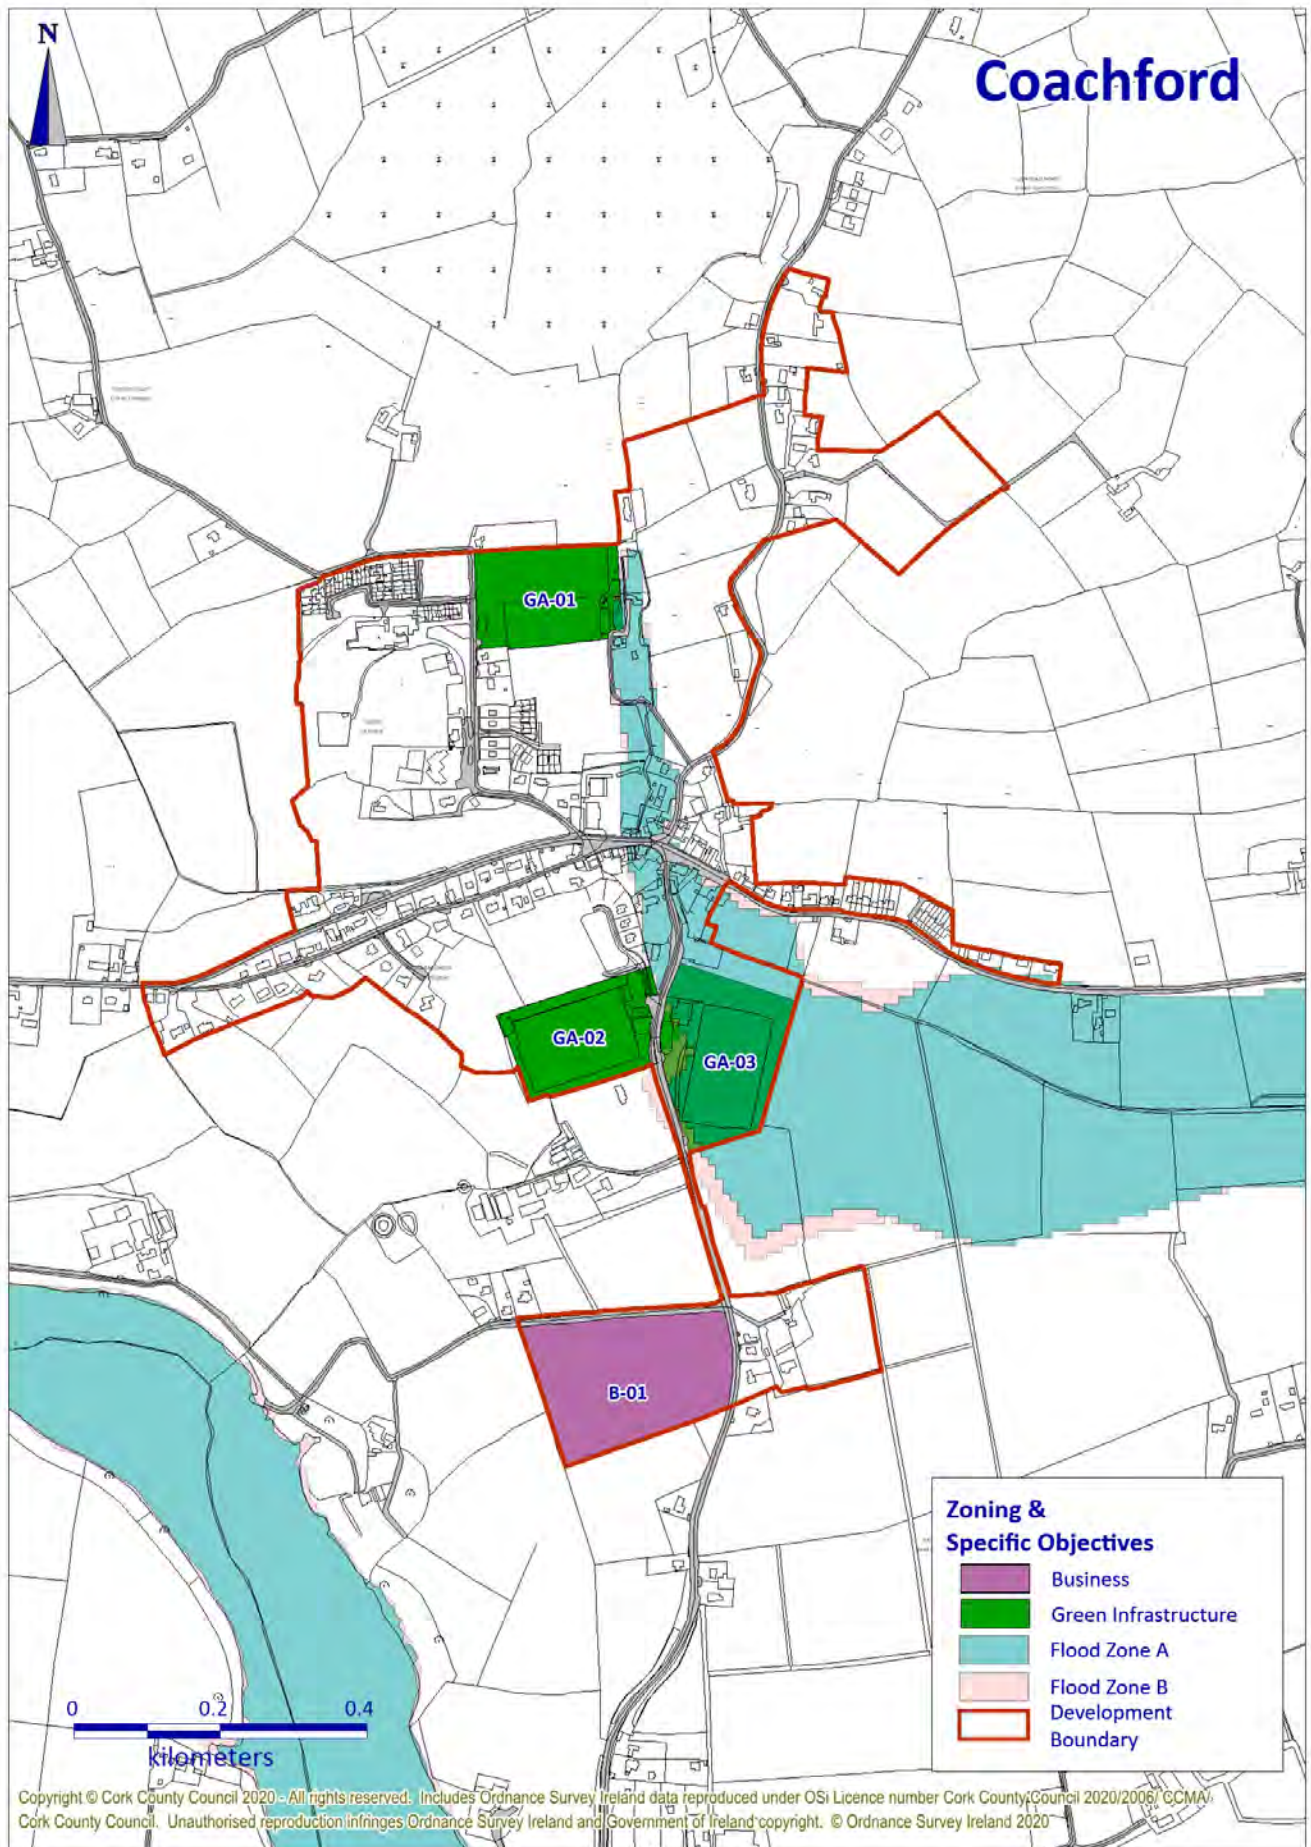 N
Coachford
GA-01
GA-02
GA-03
B-01
Zoning &
Specific Objectives
Business
Green Infrastructure
Flood Zone A
Flood Zone B
Development
Boundary
0 0.2 0.4
kilometers
Copyright © Cork County Council 2020 - All rights reserved. Includes Ordnance Survey Ireland data reproduced under OSi Licence number Cork County Council 2020/2006/ CCMA/
Cork County Council. Unauthorised reproduction infringes Ordnance Survey Ireland and Government of Ireland copyright. © Ordnance Survey Ireland 2020